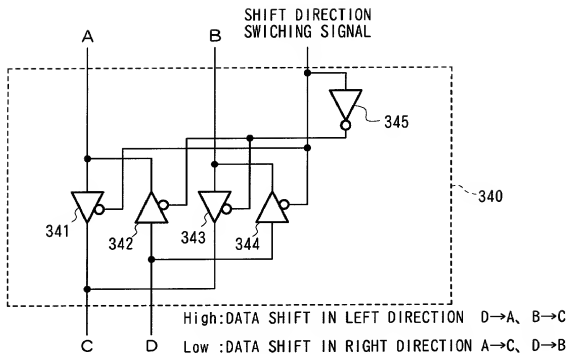 SHIFT DIRECTION
SWICHING SIGNAL
A
B
345
341
342
343
344
340
C
D
High:DATA SHIFT IN LEFT DIRECTION D→A、B→C
Low :DATA SHIFT IN RIGHT DIRECTION A→C、D→B